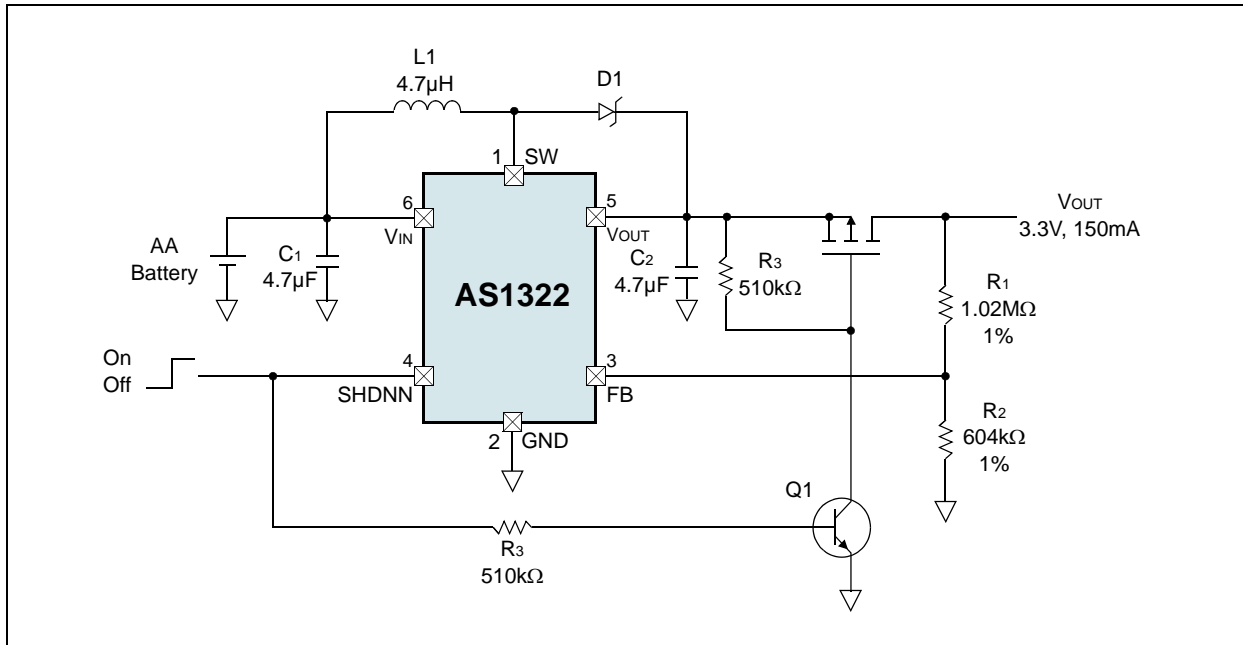 L1
4.7µH
D1
1
SW
6
VIN
5
VOUT
AA
Battery
C1
4.7µF
C2
4.7µF
R3
510kΩ
VOUT
3.3V, 150mA
AS1322
R1
1.02MΩ
1%
On
Off
4
SHDNN
3
FB
2
GND
R2
604kΩ
1%
Q1
R3
510kΩ